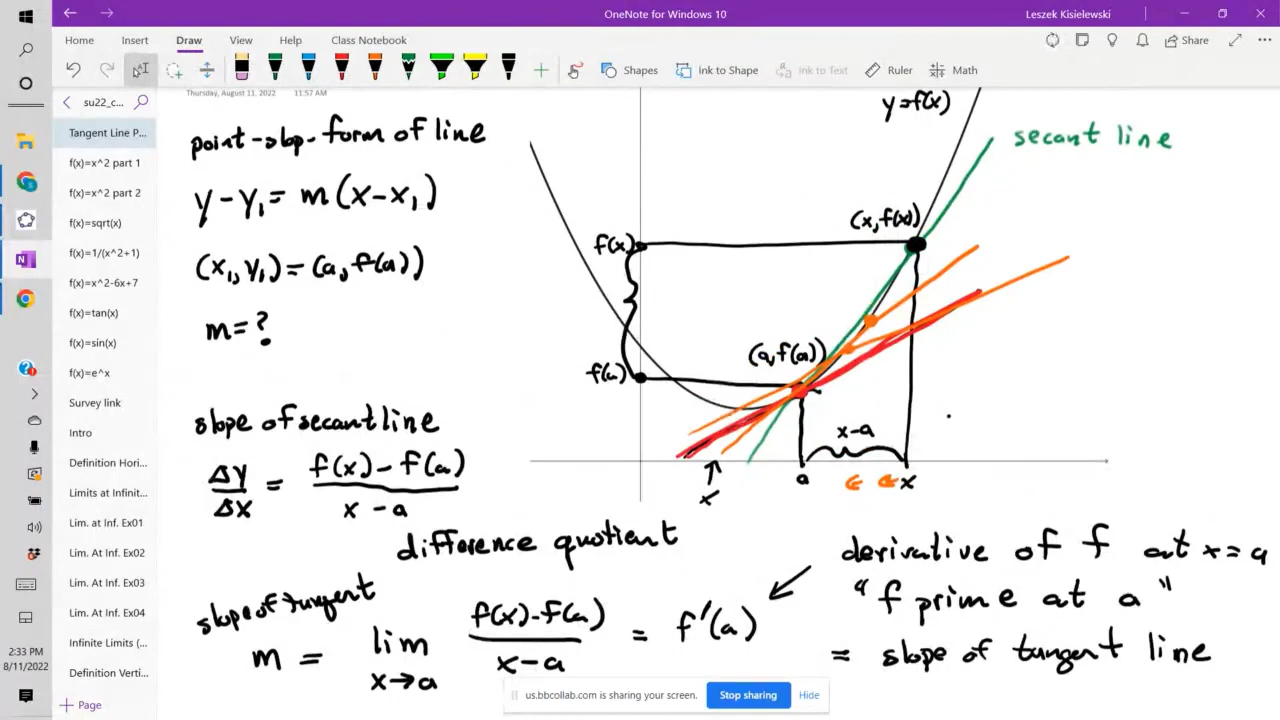 OneNote for Windows 10
Leszek Kisielewski
Home
Insert
Draw
View
Help
Class Notebook
Shapes
Ink to Shape
Ink to Text
Ruler
Math
Share
su22_c...
Thursday, August 11, 2022 11:57 AM
Tangent Line P...
f(x)=x^2 part 1
f(x)=x^2 part 2
f(x)=sqrt(x)
f(x)=1/(x^2+1)
f(x)=x^2-6x+7
f(x)=tan(x)
f(x)=sin(x)
f(x)=e^x
Survey link
Intro
Definition Hori...
Limits at Infinit...
Lim. at Inf. Ex01
Lim. At Inf. Ex02
Lim. At Inf. Ex03
Lim. At Inf. Ex04
Infinite Limits (...
Definition Verti...
Page
2:33 PM
8/11/2022
point-slop-form of line
y-y₁= m(x-x₁)
(x₁,y₁)=(a,f(a))
m=?
slope of secant line
Δy/Δx = f(x)-f(a)/x-a
difference quotient
slope of tangent
m = lim x→a f(x)-f(a)/x-a = f'(a)
y=f(x)
secant line
(x,f(x))
f(x)
(a,f(a))
f(a)
x-a
a
x
x
derivative of f at x=a
"f prime at a"
= slope of tangent line
us.bbcollab.com is sharing your screen.
Stop sharing
Hide